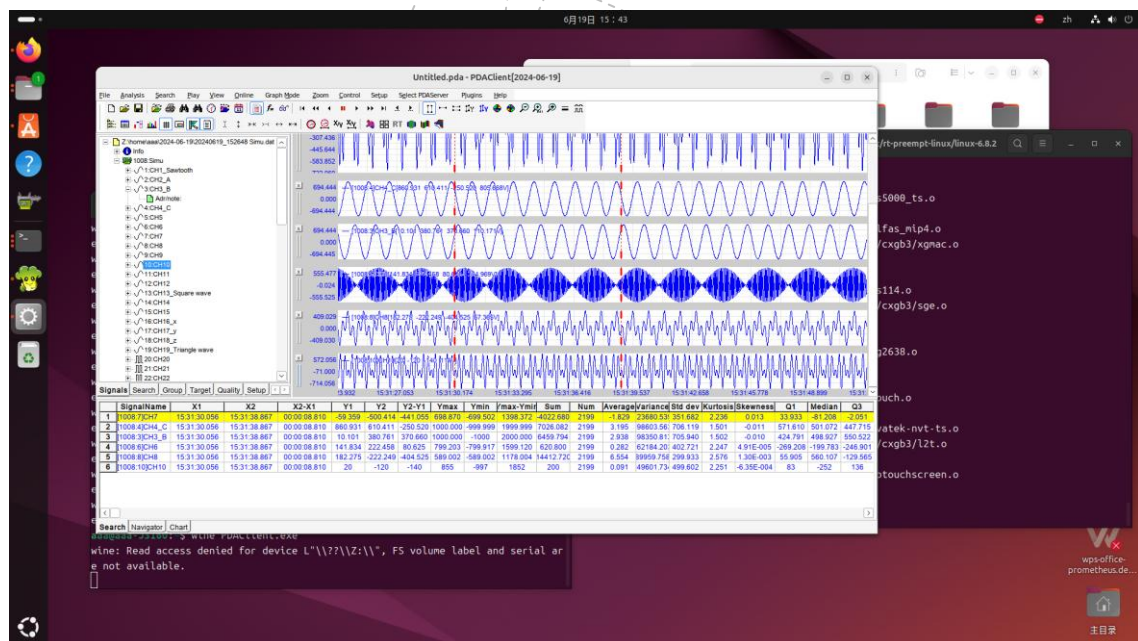 6月19日 15：43
zh
Untitled.pda - PDAClient[2024-06-19]
File Analysis Search Play View Online Graph Mode Zoom Control Setup Select PDAServer Plugins Help
Z:\home\aaa\2024-06-19\20240619_152648 Simu.dat
Info
1008:Simu
1:CH1_Sawtooth
2:CH2_A
3:CH3_B
Adr/note:
4:CH4_C
5:CH5
6:CH6
7:CH7
8:CH8
9:CH9
10:CH10
11:CH11
12:CH12
13:CH13_Square wave
14:CH14
15:CH15
16:CH16_x
17:CH17_y
18:CH18_z
19:CH19_Triangle wave
20:CH20
21:CH21
22:CH22
Signals Search Group Target Quality Setup
-307.436
-445.644
-583.852
694.444
0.000
-694.444
694.444
0.000
-694.445
555.477
-0.024
-555.525
409.029
0.000
-409.030
572.056
-71.000
-714.056
15:31:27.053 15:31:30.174 15:31:33.295 15:31:36.416 15:31:39.537 15:31:42.658 15:31:45.778 15:31:48.899 15:31:
SignalName X1 X2 X2-X1 Y1 Y2 Y2-Y1 Ymax Ymin Ymax-Ymin Sum Num Average Variance Std dev Kurtosis Skewness Q1 Median Q3
1 [1008:7]CH7 15:31:30.056 15:31:38.867 00:00:08.810 -59.359 -500.414 -441.055 698.870 -699.502 1398.372 -4022.680 2199 -1.829 23680.53 351.682 2.236 0.013 33.933 -81.208 -2.051
2 [1008:4]CH4_C 15:31:30.056 15:31:38.867 00:00:08.810 860.931 610.411 -250.520 1000.000 -999.999 1999.999 7026.082 2199 3.195 98603.56 706.119 1.501 -0.011 571.610 501.072 714.715
3 [1008:3]CH3_B 15:31:30.056 15:31:38.867 00:00:08.810 10.101 380.761 370.660 1000.000 -1000 2000.000 6459.794 2199 2.938 98350.81 705.940 1.502 -0.010 424.791 498.927 550.522
4 [1008:6]CH6 15:31:30.056 15:31:38.867 00:00:08.810 141.834 222.458 80.625 799.203 -799.917 1599.120 620.800 2199 0.282 62184.20 402.721 2.247 4.91E-005 -269.208 -199.783 -246.901
5 [1008:8]CH8 15:31:30.056 15:31:38.867 00:00:08.810 182.275 -222.249 -404.525 589.002 -589.002 1178.004 14412.720 2199 6.554 89959.758 299.933 2.576 1.30E-003 55.905 560.107 -129.565
6 [1008:10]CH10 15:31:30.056 15:31:38.867 00:00:08.810 20 -120 -140 855 -997 1852 200 2199 0.091 49601.73 499.602 2.251 -6.35E-004 83 -252 136
Search Navigator Chart
/rt-preempt-linux/linux-6.8.2
s5000_ts.o
lfas_mip4.o
/cxgb3/xgmac.o
s114.o
/cxgb3/sge.o
g2638.o
ouch.o
vatek-nvt-ts.o
/cxgb3/l2t.o
otouchscreen.o
$ wine PDAClient.exe
wine: Read access denied for device L"\\??\\Z:\\", FS volume label and serial ar
e not available.
wps-office-
prometheus.de...
主目录